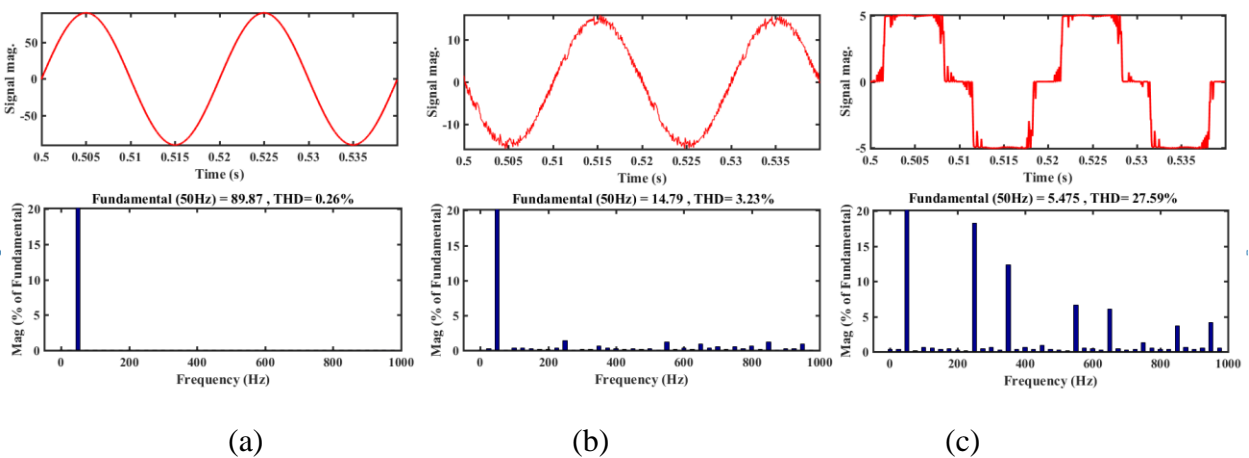 50
0
-50
Signal mag.
0.5 0.505 0.51 0.515 0.52 0.525 0.53 0.535
Time (s)
Fundamental (50Hz) = 89.87 , THD= 0.26%
20
15
10
5
0
Mag (% of Fundamental)
0 200 400 600 800 1000
Frequency (Hz)
(a)
10
0
-10
Signal mag.
0.5 0.505 0.51 0.515 0.52 0.525 0.53 0.535
Time (s)
Fundamental (50Hz) = 14.79 , THD= 3.23%
20
15
10
5
0
Mag (% of Fundamental)
0 200 400 600 800 1000
Frequency (Hz)
(b)
5
0
-5
Signal mag.
0.5 0.505 0.51 0.515 0.52 0.525 0.53 0.535
Time (s)
Fundamental (50Hz) = 5.475 , THD= 27.59%
20
15
10
5
0
Mag (% of Fundamental)
0 200 400 600 800 1000
Frequency (Hz)
(c)